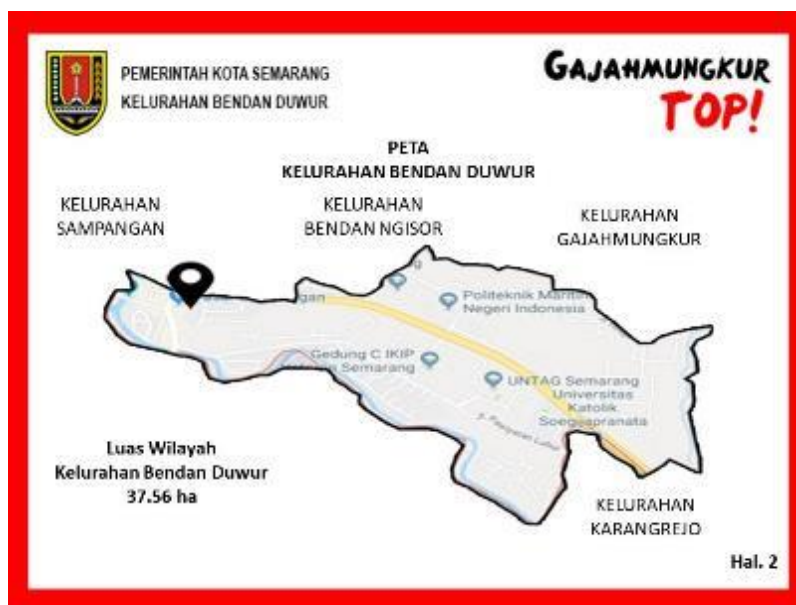 PEMERINTAH KOTA SEMARANG
KELURAHAN BENDAN DUWUR
GAJAHMUNGKUR
TOP!
PETA
KELURAHAN BENDAN DUWUR
KELURAHAN
SAMPANGAN
KELURAHAN
BENDAN NGISOR
KELURAHAN
GAJAHMUNGKUR
Politeknik Maritim
Negeri Indonesia
Gedung C IKIP
Semarang
UNTAG Semarang
Universitas
Katolik
Soegijapranata
Luas Wilayah
Kelurahan Bendan Duwur
37.56 ha
KELURAHAN
KARANGREJO
Hal. 2